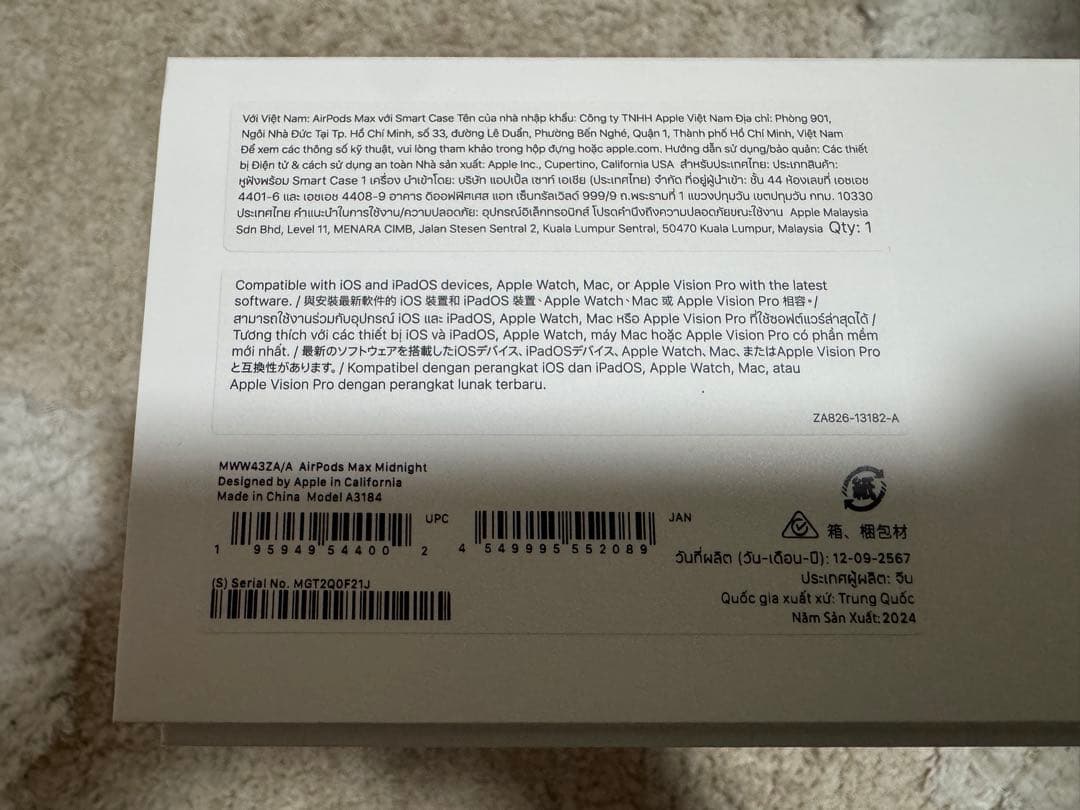 Với Việt Nam: AirPods Max với Smart Case Tên của nhà nhập khẩu: Công ty TNHH Apple Việt Nam Địa chỉ: Phòng 901,
Ngôi Nhà Đức Tại Tp. Hồ Chí Minh, số 33, đường Lê Duẩn, Phường Bến Nghé, Quận 1, Thành phố Hồ Chí Minh, Việt Nam
Để xem các thông số kỹ thuật, vui lòng tham khảo trong hộp đựng hoặc apple.com. Hướng dẫn sử dụng/bảo quản: Các thiết
bị Điện tử & cách sử dụng an toàn Nhà sản xuất: Apple Inc., Cupertino, California USA สำหรับประเทศไทย: ประเภทสินค้า:
หูฟังพร้อม Smart Case 1 เครื่อง นำเข้าโดย: บริษัท แอปเปิ้ล เซาท์ เอเชีย (ประเทศไทย) จำกัด ที่อยู่ผู้นำเข้า: ชั้น 44 ห้องเลขที่ เอชเอช
4401-6 และ เอชเอช 4408-9 อาคาร ดิออฟฟิศเศส แอท เซ็นทรัลเวิลด์ 999/9 ถ.พระรามที่ 1 แขวงปทุมวัน เขตปทุมวัน กทม. 10330
ประเทศไทย คำแนะนำในการใช้งาน/ความปลอดภัย: อุปกรณ์อิเล็กทรอนิกส์ โปรดคำนึงถึงความปลอดภัยขณะใช้งาน Apple Malaysia
Sdn Bhd, Level 11, MENARA CIMB, Jalan Stesen Sentral 2, Kuala Lumpur Sentral, 50470 Kuala Lumpur, Malaysia Qty: 1
Compatible with iOS and iPadOS devices, Apple Watch, Mac, or Apple Vision Pro with the latest
software. / 與安裝最新軟件的 iOS 裝置和 iPadOS 裝置、Apple Watch、Mac 或 Apple Vision Pro 相容。/
สามารถใช้งานร่วมกับอุปกรณ์ iOS และ iPadOS, Apple Watch, Mac หรือ Apple Vision Pro ที่ใช้ซอฟต์แวร์ล่าสุดได้ /
Tương thích với các thiết bị iOS và iPadOS, Apple Watch, máy Mac hoặc Apple Vision Pro có phần mềm
mới nhất. / 最新のソフトウェアを搭載したiOSデバイス、iPadOSデバイス、Apple Watch、Mac、またはApple Vision Pro
と互換性があります。/ Kompatibel dengan perangkat iOS dan iPadOS, Apple Watch, Mac, atau
Apple Vision Pro dengan perangkat lunak terbaru.
ZA826-13182-A
MWW43ZA/A AirPods Max Midnight
Designed by Apple in California
Made in China Model A3184
UPC
1 95949 54400 2
JAN
4 549995 552089
紙
箱、梱包材
(S) Serial No. MGT2Q0F21J
วันที่ผลิต (วัน-เดือน-ปี): 12-09-2567
ประเทศผู้ผลิต: จีน
Quốc gia xuất xứ: Trung Quốc
Năm Sản Xuất: 2024